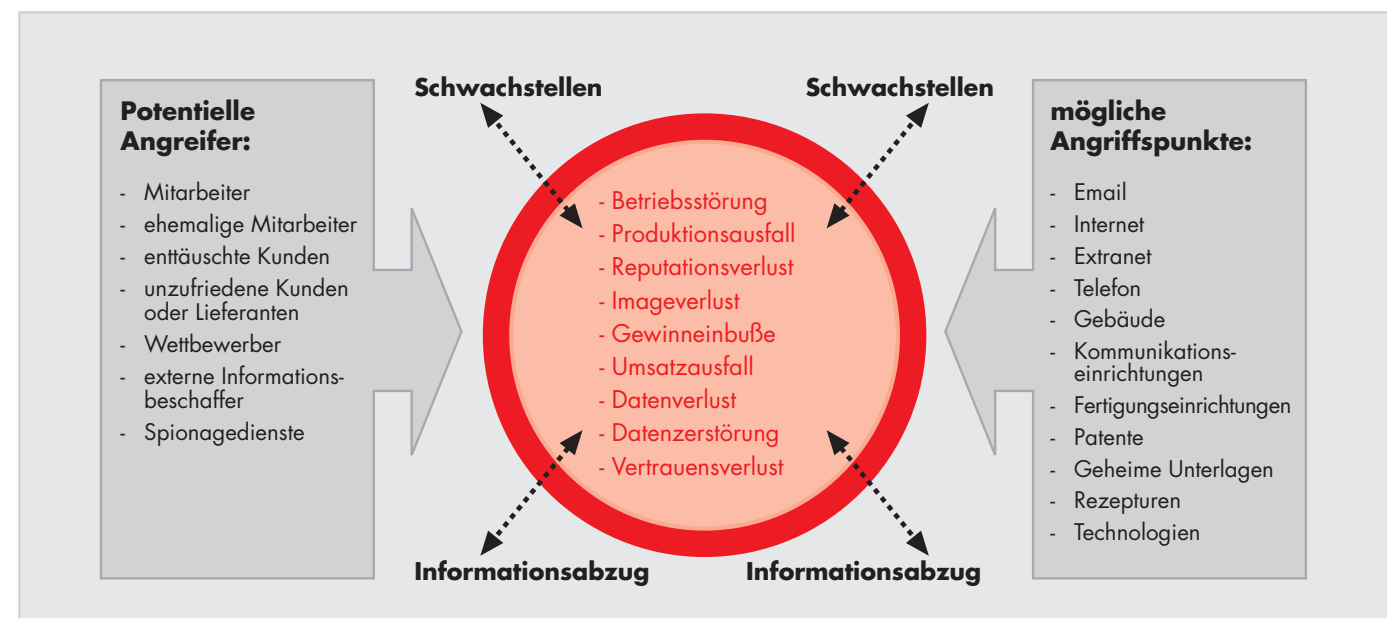 Potentielle
Angreifer:
- Mitarbeiter
- ehemalige Mitarbeiter
- enttäuschte Kunden
- unzufriedene Kunden
oder Lieferanten
- Wettbewerber
- externe Informations-
beschaffer
- Spionagedienste
Schwachstellen
Schwachstellen
- Betriebsstörung
- Produktionsausfall
- Reputationsverlust
- Imageverlust
- Gewinneinbuße
- Umsatzausfall
- Datenverlust
- Datenzerstörung
- Vertrauensverlust
Informationsabzug
Informationsabzug
mögliche
Angriffspunkte:
- Email
- Internet
- Extranet
- Telefon
- Gebäude
- Kommunikations-
einrichtungen
- Fertigungseinrichtungen
- Patente
- Geheime Unterlagen
- Rezepturen
- Technologien